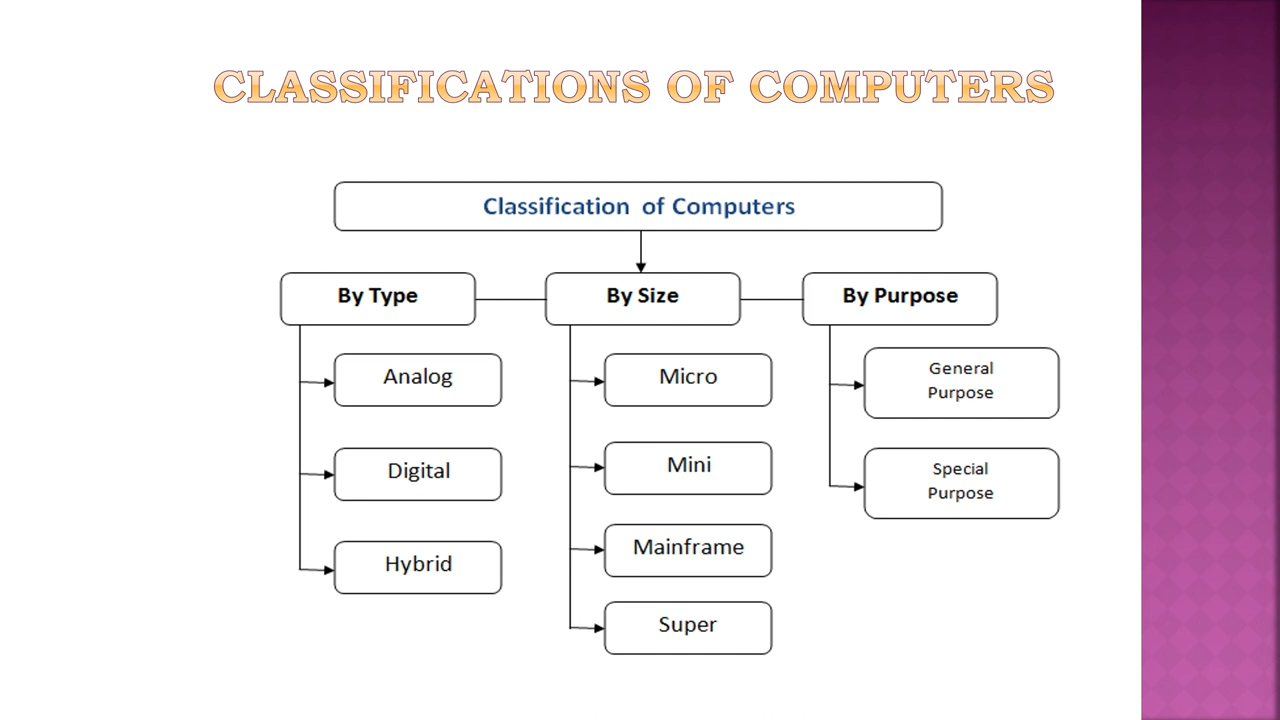 CLASSIFICATIONS OF COMPUTERS
Classification of Computers
By Type
By Size
By Purpose
Analog
Digital
Hybrid
Micro
Mini
Mainframe
Super
General
Purpose
Special
Purpose